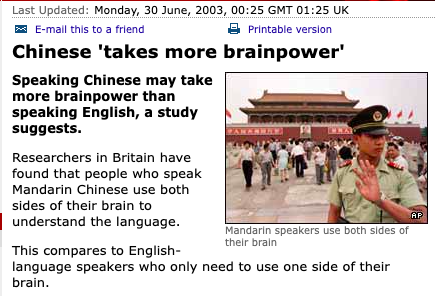 Last Updated: Monday, 30 June, 2003, 00:25 GMT 01:25 UK
E-mail this to a friend
Printable version
Chinese 'takes more brainpower'
Speaking Chinese may take
more brainpower than
speaking English, a study
suggests.
Researchers in Britain have
found that people who speak
Mandarin Chinese use both
sides of their brain to
understand the language.
AP
Mandarin speakers use both sides of
their brain
This compares to English-
language speakers who only need to use one side of their
brain.